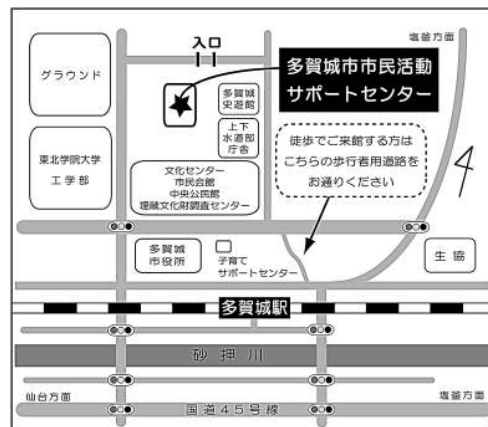 塩釜方面
入口
グラウンド
多賀城市市民活動
サポートセンター
多賀城
史遊館
上下
水道部
庁舎
徒歩でご来館する方は
こちらの歩行者用道路を
お通りください
東北学院大学
工学部
文化センター
市民会館
中央公民館
埋蔵文化財調査センター
多賀城
市役所
子育て
サポートセンター
生協
多賀城駅
砂押川
仙台方面
塩釜方面
国道45号線